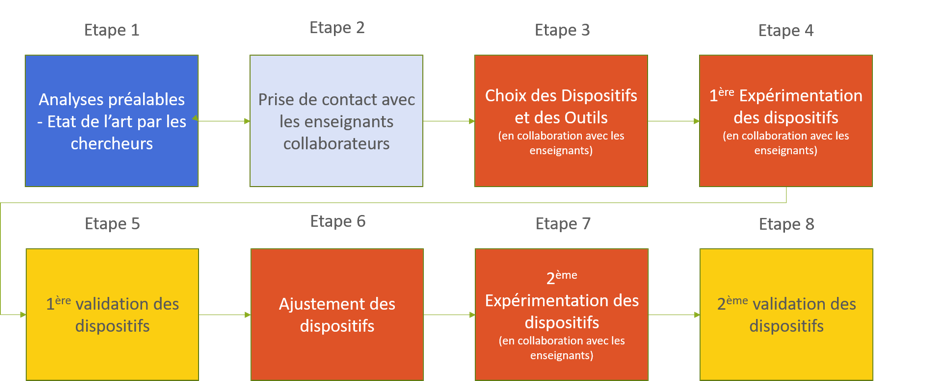 Etape 1
Analyses préalables
- Etat de l'art par les
chercheurs
Etape 2
Prise de contact avec
les enseignants
collaborateurs
Etape 3
Choix des Dispositifs
et des Outils
(en collaboration avec les
enseignants)
Etape 4
1ère Expérimentation
des dispositifs
(en collaboration avec les
enseignants)
Etape 5
1ère validation des
dispositifs
Etape 6
Ajustement des
dispositifs
Etape 7
2ème
Expérimentation des
dispositifs
(en collaboration avec les
enseignants)
Etape 8
2ème validation des
dispositifs